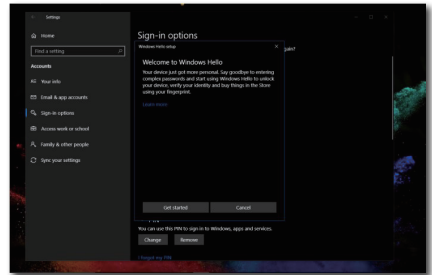 Settings
Home
Find a setting
Accounts
Your info
Email & app accounts
Sign-in options
Access work or school
Family & other people
Sync your settings
Sign-in options
Windows Hello setup
again?
Welcome to Windows Hello
Your device just got more personal. Say goodbye to entering
complex passwords and start using Windows Hello to unlock
your device, verify your identity and buy things in the Store
using your fingerprint.
Learn more
Get started
Cancel
PIN
You can use this PIN to sign in to Windows, apps and services.
Change
Remove
I forgot my PIN